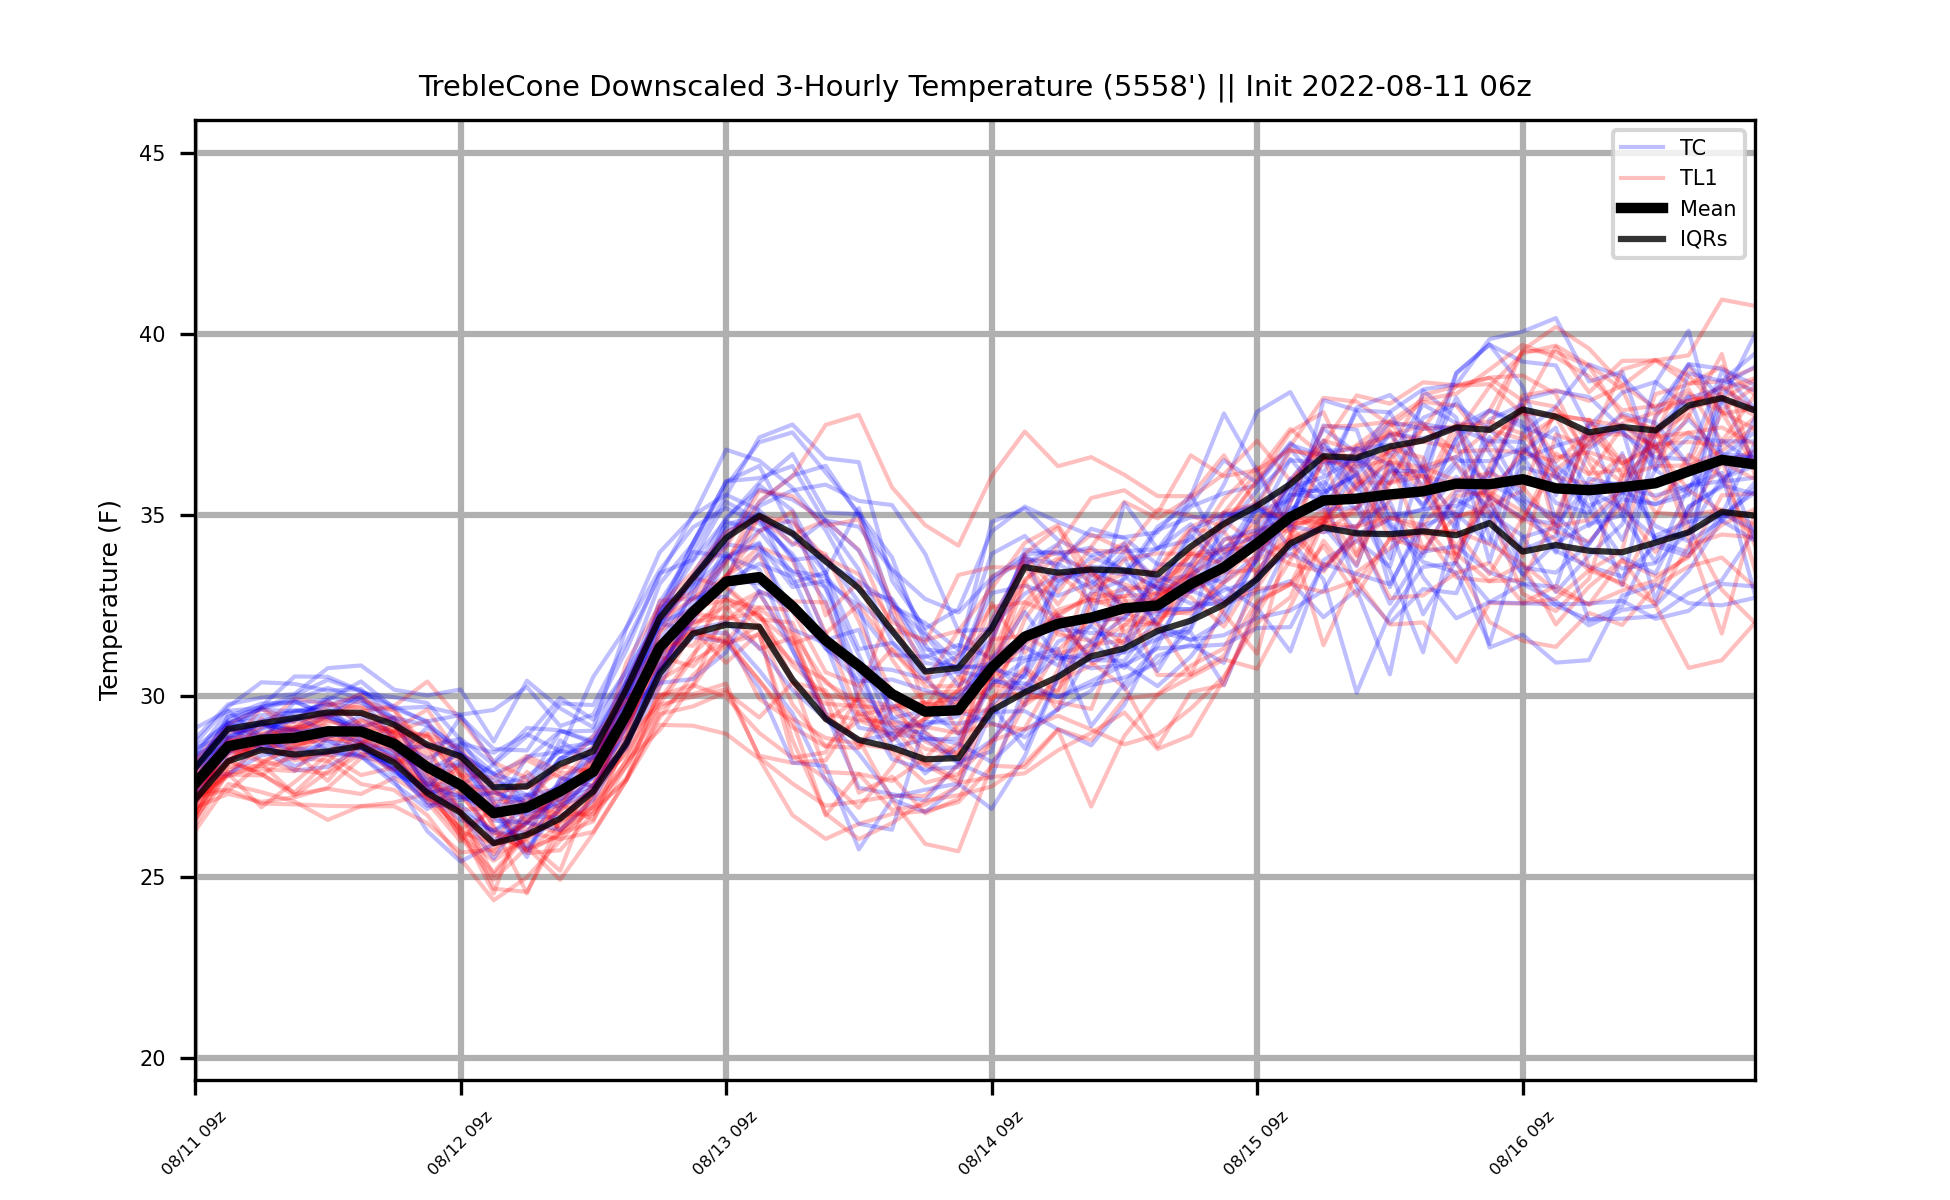 TrebleCone Downscaled 3-Hourly Temperature (5558') || Init 2022-08-11 06z
TC
TL1
Mean
IQRs
Temperature (F)
45
40
35
30
25
20
08/11 09z
08/12 09z
08/13 09z
08/14 09z
08/15 09z
08/16 09z